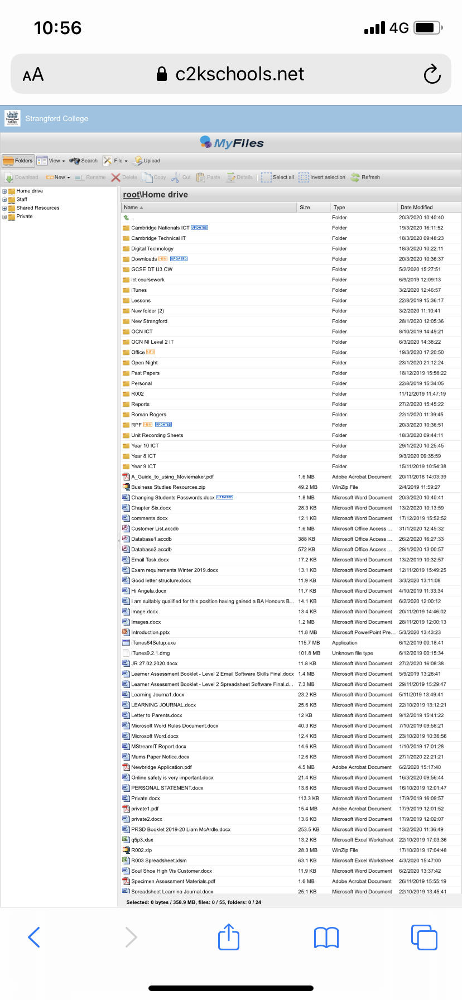 10:56 4G
AA c2kschools.net
Strangford College Strangford College
MyFiles
Folders View Search File Upload
Download New Rename Delete Copy Cut Paste Details Select all Invert selection Refresh
Home drive
Staff
Shared Resources
Private
root\Home drive
Name Size Type Date Modified
.. Folder 20/3/2020 10:40:40
Cambridge Nationals ICT UPDATED Folder 19/3/2020 16:11:52
Cambridge Technical IT Folder 18/3/2020 09:48:23
Digital Technology Folder 18/3/2020 10:22:11
Downloads NEW UPDATED Folder 20/3/2020 10:36:37
GCSE DT U3 CW Folder 5/2/2020 15:27:51
ict coursework Folder 6/9/2019 12:09:13
iTunes Folder 3/2/2020 12:46:57
Lessons Folder 22/8/2019 15:36:17
New folder (2) Folder 3/2/2020 11:10:41
New Strangford Folder 28/1/2020 12:05:36
OCN ICT Folder 8/10/2019 14:49:21
OCN NI Level 2 IT Folder 6/3/2020 14:38:22
Office NEW Folder 19/3/2020 17:20:50
Open Night Folder 23/1/2020 21:12:24
Past Papers Folder 18/12/2019 15:56:22
Personal Folder 22/8/2019 15:34:05
R002 Folder 11/12/2019 11:47:19
Reports Folder 27/2/2020 15:45:22
Roman Rogers Folder 22/1/2020 11:39:45
RPF NEW UPDATED Folder 20/3/2020 10:36:51
Unit Recording Sheets Folder 18/3/2020 09:44:11
Year 10 ICT Folder 29/1/2020 10:25:45
Year 8 ICT Folder 9/3/2020 09:35:59
Year 9 ICT Folder 15/11/2019 10:54:38
A_Guide_to_using_Moviemaker.pdf 1.6 MB Adobe Acrobat Document 20/11/2018 14:03:39
Business Studies Resources.zip 49.2 MB WinZip File 2/4/2019 11:59:27
Changing Students Passwords.docx UPDATED 1.8 MB Microsoft Word Document 20/3/2020 10:40:41
Chapter Six.docx 28.3 KB Microsoft Word Document 13/2/2020 10:13:59
comments.docx 12.1 KB Microsoft Word Document 17/12/2019 15:52:52
Customer List.accdb 1.6 MB Microsoft Office Access ... 31/1/2020 12:45:32
Database1.accdb 388 KB Microsoft Office Access ... 26/2/2020 16:27:33
Database2.accdb 572 KB Microsoft Office Access ... 29/1/2020 13:00:57
Email Task.docx 17.2 KB Microsoft Word Document 13/2/2019 10:32:57
Exam requirements Winter 2019.docx 13.1 KB Microsoft Word Document 12/11/2019 15:49:25
Good letter structure.docx 11.9 KB Microsoft Word Document 3/3/2020 13:11:08
Hi Angela.docx 11.7 KB Microsoft Word Document 4/10/2019 11:33:34
I am suitably qualified for this position having gained a BA Honours B... 14.1 KB Microsoft Word Document 6/2/2020 12:00:12
image.docx 13.4 KB Microsoft Word Document 20/11/2019 14:46:02
Images.docx 1.2 MB Microsoft Word Document 28/11/2019 12:00:13
Introduction.pptx 11.8 MB Microsoft PowerPoint Pre... 5/3/2020 13:43:23
iTunes64Setup.exe 115.7 MB Application 6/12/2019 00:18:41
iTunes9.2.1.dmg 101.8 MB Unknown file type 6/12/2019 00:15:34
JR 27.02.2020.docx 11.8 KB Microsoft Word Document 27/2/2020 16:08:38
Learner Assessment Booklet - Level 2 Email Software Skills Final.docx 1.4 MB Microsoft Word Document 5/9/2019 13:28:41
Learner Assessment Booklet - Level 2 Spreadsheet Software Final.d... 7.3 MB Microsoft Word Document 29/11/2019 15:29:47
Learning Journa1.docx 23.2 KB Microsoft Word Document 5/11/2019 13:49:41
LEARNING JOURNAL.docx 25.6 KB Microsoft Word Document 22/10/2019 13:12:21
Letter to Parents.docx 12 KB Microsoft Word Document 9/12/2019 15:41:22
Microsoft Word Rules Document.docx 40.3 KB Microsoft Word Document 7/10/2019 09:58:21
Microsoft Word.docx 12.4 KB Microsoft Word Document 23/10/2019 10:36:56
MStreamIT Report.docx 14.6 KB Microsoft Word Document 1/10/2019 17:01:28
Mums Paper Notice.docx 12.6 KB Microsoft Word Document 27/1/2020 22:21:21
Newbridge Application.pdf 4.5 MB Adobe Acrobat Document 6/2/2020 15:17:40
Online safety is very important.docx 21.4 KB Microsoft Word Document 16/3/2020 09:56:44
PERSONAL STATEMENT.docx 13.6 KB Microsoft Word Document 16/10/2019 12:01:47
Private.docx 113.3 KB Microsoft Word Document 17/9/2019 16:09:57
private1.pdf 15.4 MB Adobe Acrobat Document 17/9/2019 12:01:52
private2.docx 13.6 KB Microsoft Word Document 17/9/2019 12:02:07
PRSD Booklet 2019-20 Liam McArdle.docx 253.5 KB Microsoft Word Document 13/2/2020 11:36:49
q5p3.xlsx 13.2 KB Microsoft Excel Worksheet 22/10/2019 17:03:36
R002.zip 28.3 MB WinZip File 17/10/2019 17:04:48
R003 Spreadsheet.xlsm 63.1 KB Microsoft Excel Worksheet 4/3/2020 15:47:00
Soul Shoe High Vis Customer.docx 11.9 KB Microsoft Word Document 6/2/2020 13:37:42
Specimen Assessment Materials.pdf 1.6 MB Adobe Acrobat Document 26/11/2019 15:55:19
Spreadsheet Learning Journal.docx 25.1 KB Microsoft Word Document 22/10/2019 13:45:41
Selected: 0 bytes / 358.9 MB, files: 0 / 55, folders: 0 / 24